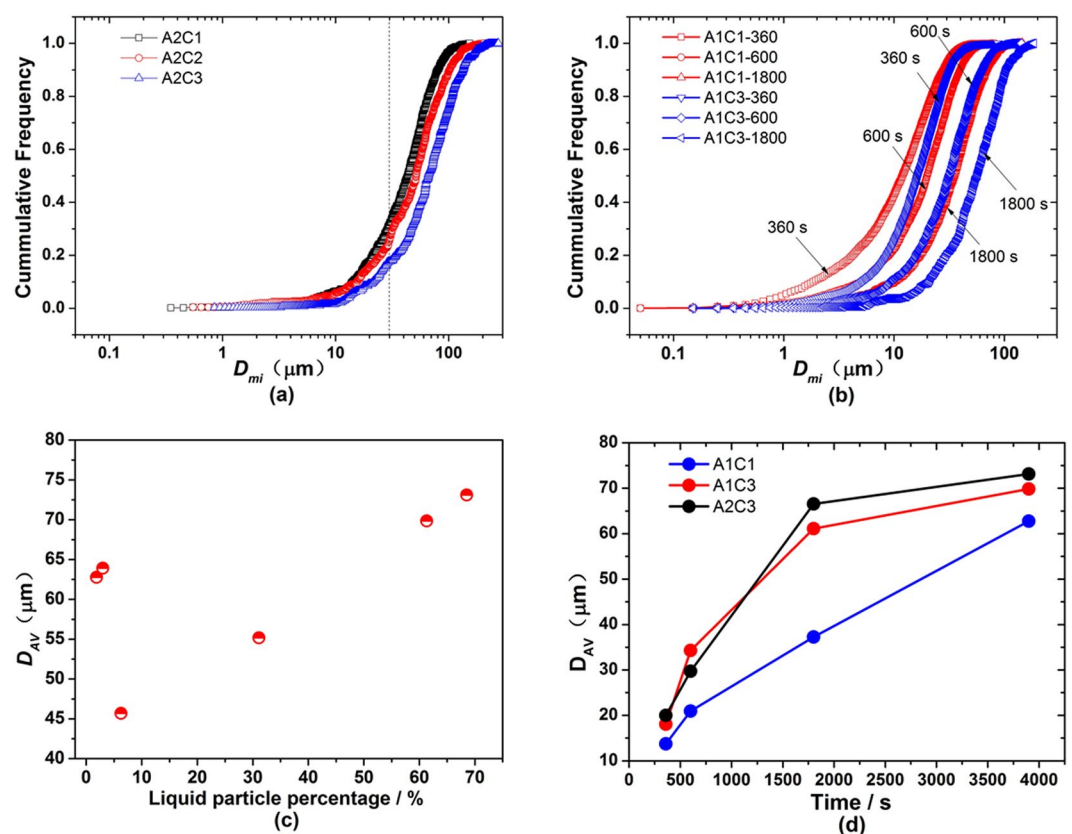 1.0
0.8
0.6
0.4
0.2
0.0
Cummulative Frequency
A2C1
A2C2
A2C3
0.1
1
10
100
D_mi (μm)
(a)
1.0
0.8
0.6
0.4
0.2
0.0
Cummulative Frequency
A1C1-360
A1C1-600
A1C1-1800
A1C3-360
A1C3-600
A1C3-1800
600 s
360 s
600 s
360 s
1800 s
1800 s
0.1
1
10
100
D_mi (μm)
(b)
80
75
70
65
60
55
50
45
40
D_AV (μm)
0
10
20
30
40
50
60
70
Liquid particle percentage / %
(c)
80
70
60
50
40
30
20
10
D_AV (μm)
A1C1
A1C3
A2C3
0
500
1000
1500
2000
2500
3000
3500
4000
Time / s
(d)